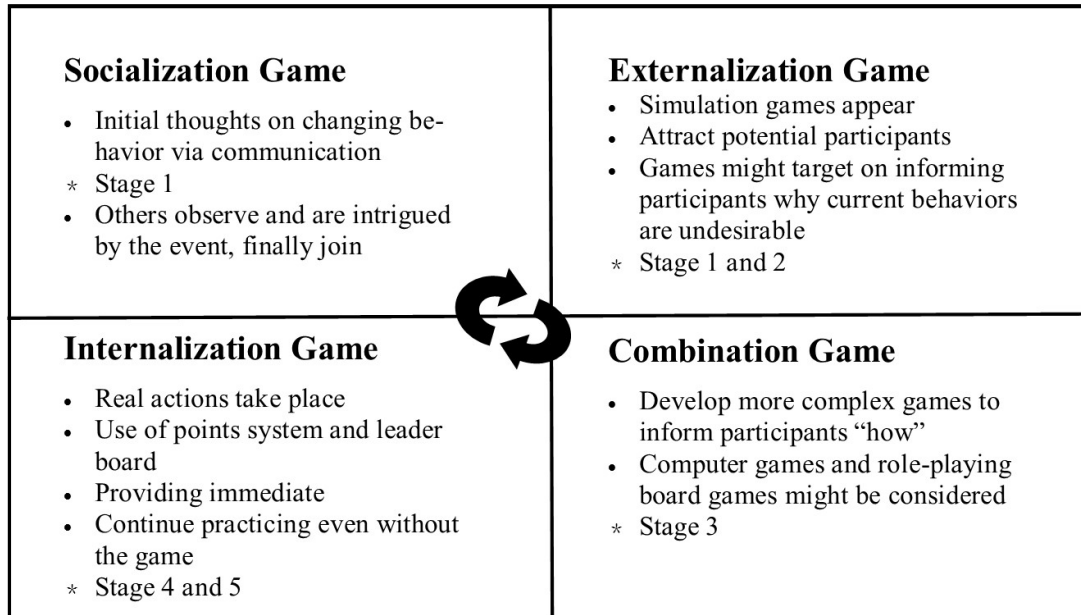 Socialization Game
• Initial thoughts on changing be-
havior via communication
* Stage 1
• Others observe and are intrigued
by the event, finally join
Externalization Game
• Simulation games appear
• Attract potential participants
• Games might target on informing
participants why current behaviors
are undesirable
* Stage 1 and 2
Internalization Game
• Real actions take place
• Use of points system and leader
board
• Providing immediate
• Continue practicing even without
the game
* Stage 4 and 5
Combination Game
• Develop more complex games to
inform participants “how”
• Computer games and role-playing
board games might be considered
* Stage 3